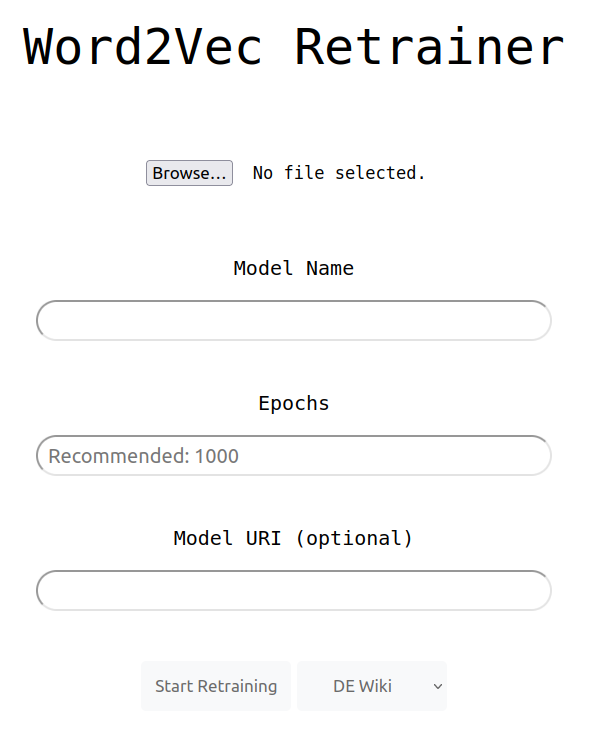 Word2Vec Retrainer
Browse... No file selected.
Model Name
Epochs
Recommended: 1000
Model URI (optional)
Start Retraining DE Wiki